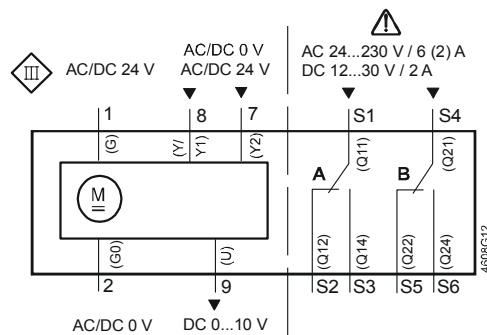 III
AC/DC 24 V
AC/DC 0 V
AC/DC 24 V
AC 24...230 V / 6 (2) A
DC 12...30 V / 2 A
1 8 7 S1 S4
(G) (Y/ Y1) (Y2) (Q11) (Q21)
A B
M
(G0) (U) (Q12) (Q14) (Q22) (Q24)
2 9 S2 S3 S5 S6
AC/DC 0 V DC 0...10 V
4608G12